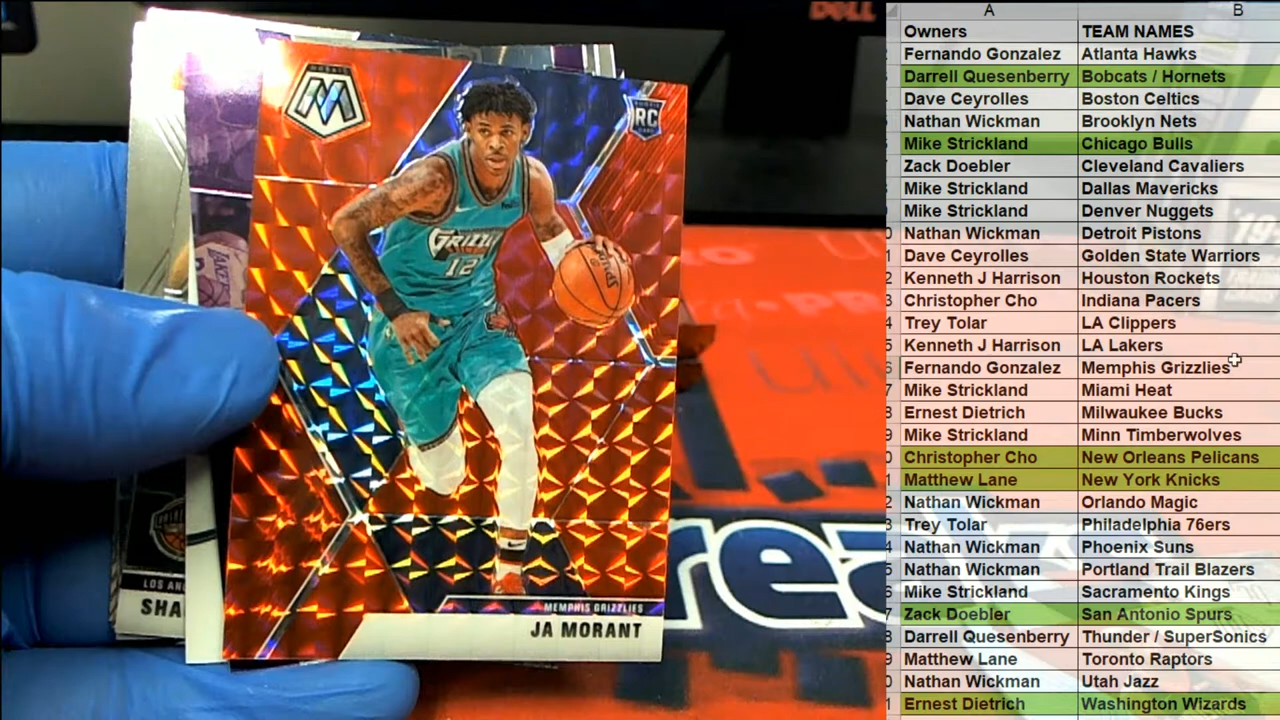 DELL
MOSAIC
M
RC
GRIZZ
12
LAKERS
MEMPHIS GRIZZLIES
JA MORANT
LOS AN
SHA
rea
A B
Owners TEAM NAMES
Fernando Gonzalez Atlanta Hawks
Darrell Quesenberry Bobcats / Hornets
Dave Ceyrolles Boston Celtics
Nathan Wickman Brooklyn Nets
Mike Strickland Chicago Bulls
Zack Doebler Cleveland Cavaliers
Mike Strickland Dallas Mavericks
Mike Strickland Denver Nuggets
Nathan Wickman Detroit Pistons
Dave Ceyrolles Golden State Warriors
Kenneth J Harrison Houston Rockets
Christopher Cho Indiana Pacers
Trey Tolar LA Clippers
Kenneth J Harrison LA Lakers
Fernando Gonzalez Memphis Grizzlies
Mike Strickland Miami Heat
Ernest Dietrich Milwaukee Bucks
Mike Strickland Minn Timberwolves
Christopher Cho New Orleans Pelicans
Matthew Lane New York Knicks
Nathan Wickman Orlando Magic
Trey Tolar Philadelphia 76ers
Nathan Wickman Phoenix Suns
Nathan Wickman Portland Trail Blazers
Mike Strickland Sacramento Kings
Zack Doebler San Antonio Spurs
Darrell Quesenberry Thunder / SuperSonics
Matthew Lane Toronto Raptors
Nathan Wickman Utah Jazz
Ernest Dietrich Washington Wizards